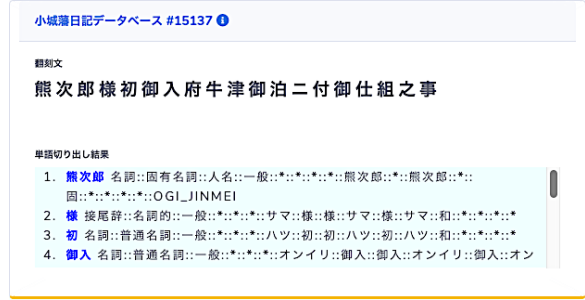 小城藩日記データベース #15137
翻刻文
熊次郎様初御入府牛津御泊ニ付御仕組之事
単語切り出し結果
1. 熊次郎 名詞::固有名詞::人名::一般::*::*::*::*::熊次郎::*::熊次郎::*::
固::*::*::*::*::OGI_JINMEI
2. 様 接尾辞::名詞的::一般::*::*::*::サマ::様::様::サマ::様::サマ::和::*::*::*::*
3. 初 名詞::普通名詞::一般::*::*::*::ハツ::初::初::ハツ::初::ハツ::和::*::*::*::*
4. 御入 名詞::普通名詞::一般::*::*::*::オンイリ::御入::御入::オンイリ::御入::オン